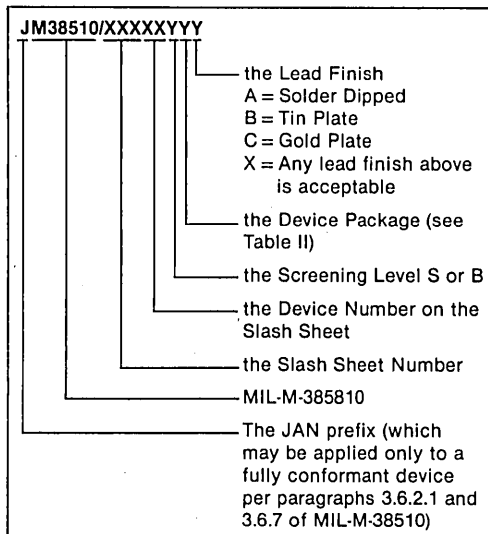 JM38510/XXXXXYYY
the Lead Finish
A = Solder Dipped
B = Tin Plate
C = Gold Plate
X = Any lead finish above
is acceptable
the Device Package (see
Table II)
the Screening Level S or B
the Device Number on the
Slash Sheet
the Slash Sheet Number
MIL-M-385810
The JAN prefix (which
may be applied only to a
fully conformant device
per paragraphs 3.6.2.1 and
3.6.7 of MIL-M-38510)